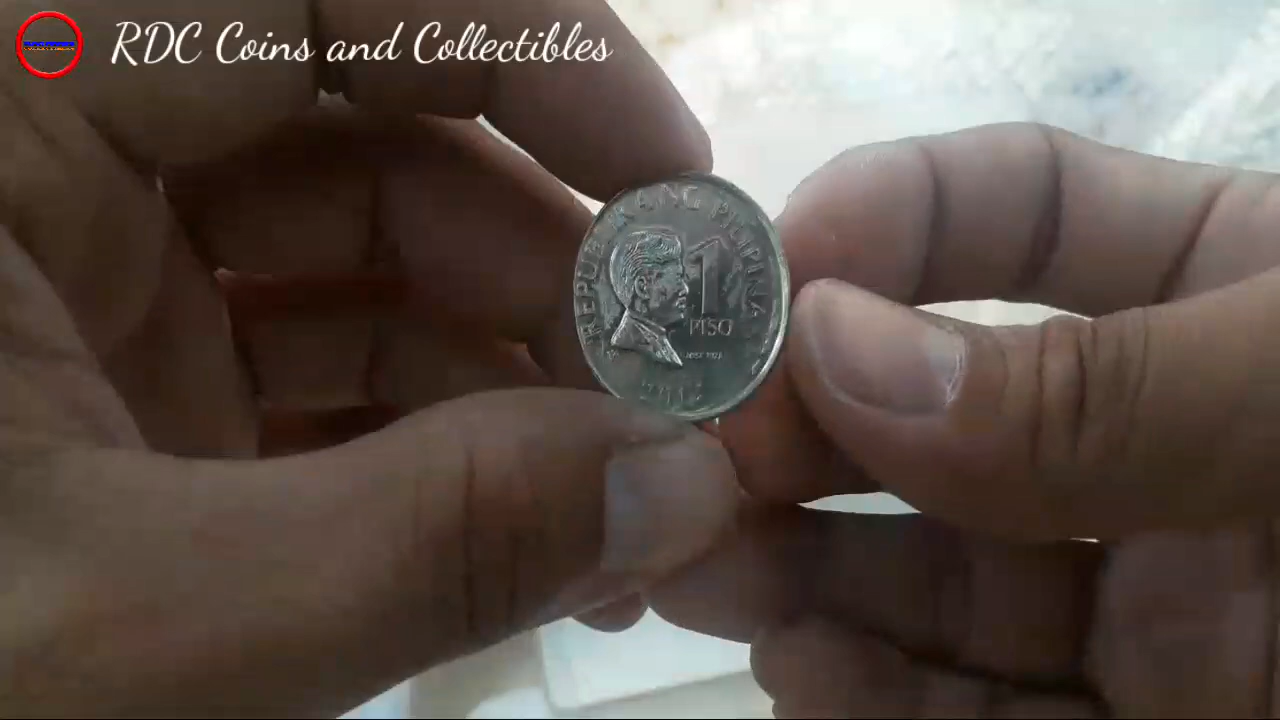 RDC Coins and Collectibles
REPUBLIKA NG PILIPINAS
1
PISO
JOSE RIZAL